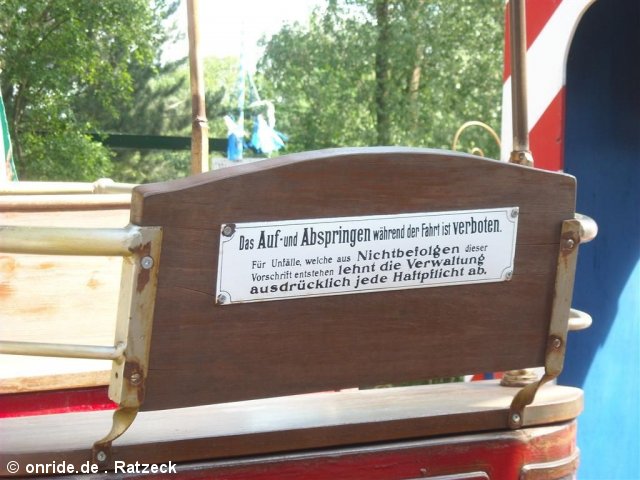 Das Auf- und Abspringen während der Fahrt ist verboten.
Für Unfälle, welche aus Nichtbefolgen dieser
Vorschrift entstehen lehnt die Verwaltung
ausdrücklich jede Haftpflicht ab.
© onride.de . Ratzeck